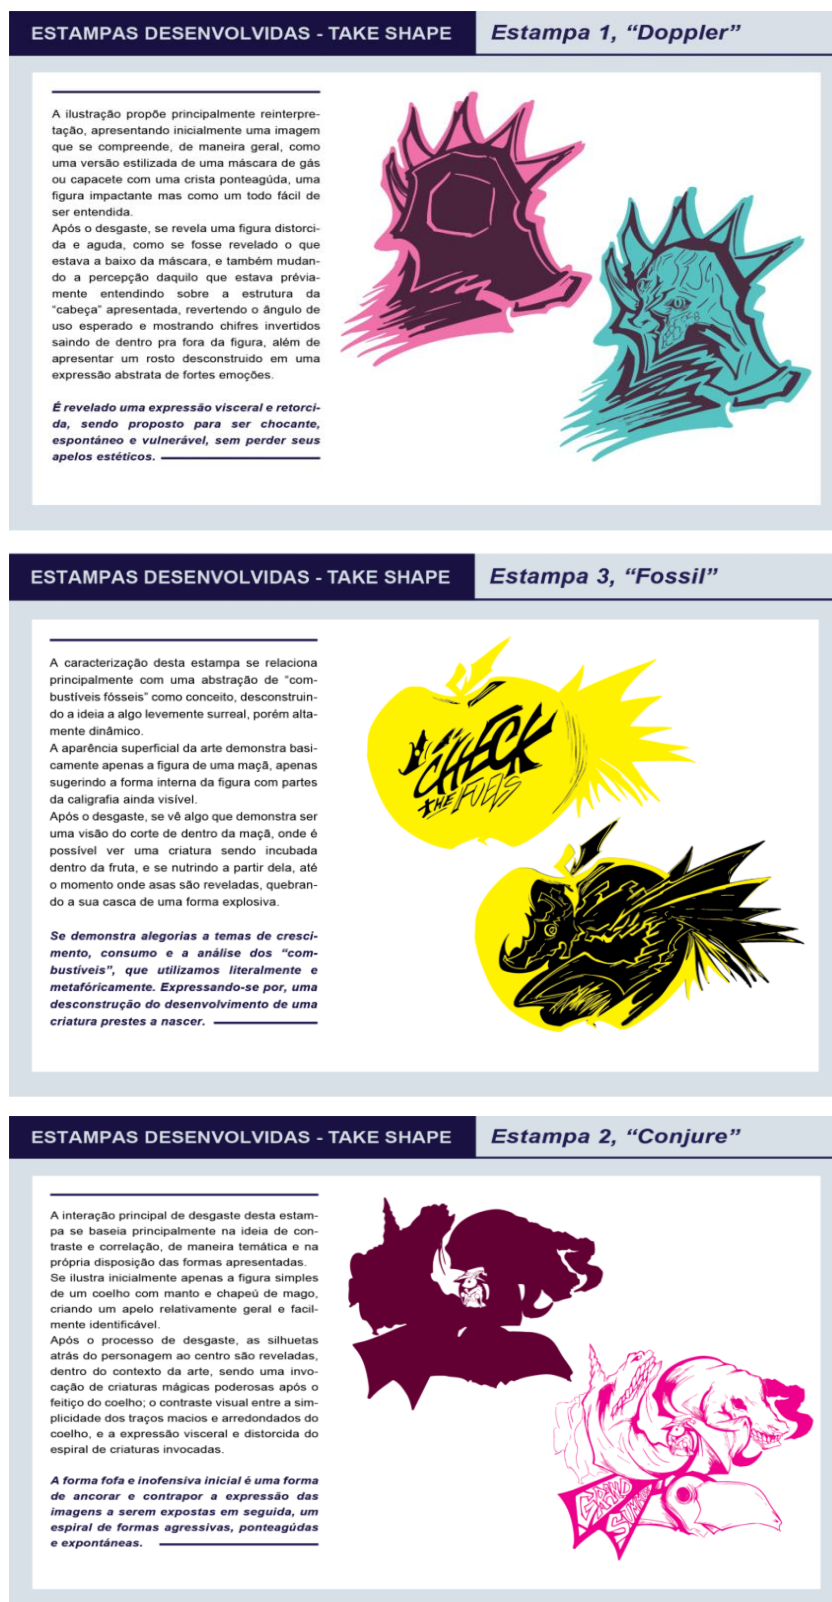 ESTAMPAS DESENVOLVIDAS - TAKE SHAPE
Estampa 1, “Doppler”
A ilustração propõe principalmente reinterpre-
tação, apresentando inicialmente uma imagem
que se compreende, de maneira geral, como
uma versão estilizada de uma máscara de gás
ou capacete com uma crista ponteagúda, uma
figura impactante mas como um todo fácil de
ser entendida.
Após o desgaste, se revela uma figura distorci-
da e aguda, como se fosse revelado o que
estava a baixo da máscara, e também mudan-
do a percepção daquilo que estava prévia-
mente entendindo sobre a estrutura da
“cabeça” apresentada, revertendo o ângulo de
uso esperado e mostrando chifres invertidos
saindo de dentro pra fora da figura, além de
apresentar um rosto desconstruido em uma
expressão abstrata de fortes emoções.
É revelado uma expressão visceral e retorci-
da, sendo proposto para ser chocante,
espontáneo e vulnerável, sem perder seus
apelos estéticos.
ESTAMPAS DESENVOLVIDAS - TAKE SHAPE
Estampa 3, “Fossil”
A caracterização desta estampa se relaciona
principalmente com uma abstração de “com-
bustíveis fósseis” como conceito, desconstruin-
do a ideia a algo levemente surreal, porém alta-
mente dinâmico.
A aparência superficial da arte demonstra basi-
camente apenas a figura de uma maçã, apenas
sugerindo a forma interna da figura com partes
da caligrafia ainda visível.
Após o desgaste, se vê algo que demonstra ser
uma visão do corte de dentro da maçã, onde é
possível ver uma criatura sendo incubada
dentro da fruta, e se nutrindo a partir dela, até
o momento onde asas são reveladas, quebran-
do a sua casca de uma forma explosiva.
Se demonstra alegorias a temas de cresci-
mento, consumo e a análise dos “com-
bustíveis”, que utilizamos literalmente e
metafóricamente. Expressando-se por, uma
desconstrução do desenvolvimento de uma
criatura prestes a nascer.
CHECK
THE FUELS
ESTAMPAS DESENVOLVIDAS - TAKE SHAPE
Estampa 2, “Conjure”
A interação principal de desgaste desta estam-
pa se baseia principalmente na ideia de con-
traste e correlação, de maneira temática e na
própria disposição das formas apresentadas.
Se ilustra inicialmente apenas a figura simples
de um coelho com manto e chapeú de mago,
criando um apelo relativamente geral e facil-
mente identificável.
Após o processo de desgaste, as silhuetas
atrás do personagem ao centro são reveladas,
dentro do contexto da arte, sendo uma invo-
cação de criaturas mágicas poderosas após o
feitiço do coelho; o contraste visual entre a sim-
plicidade dos traços macios e arredondados do
coelho, e a expressão visceral e distorcida do
espiral de criaturas invocadas.
A forma fofa e inofensiva inicial é uma forma
de ancorar e contrapor a expressão das
imagens a serem expostas em seguida, um
espiral de formas agressivas, ponteagúdas
e expontáneas.
GRAND